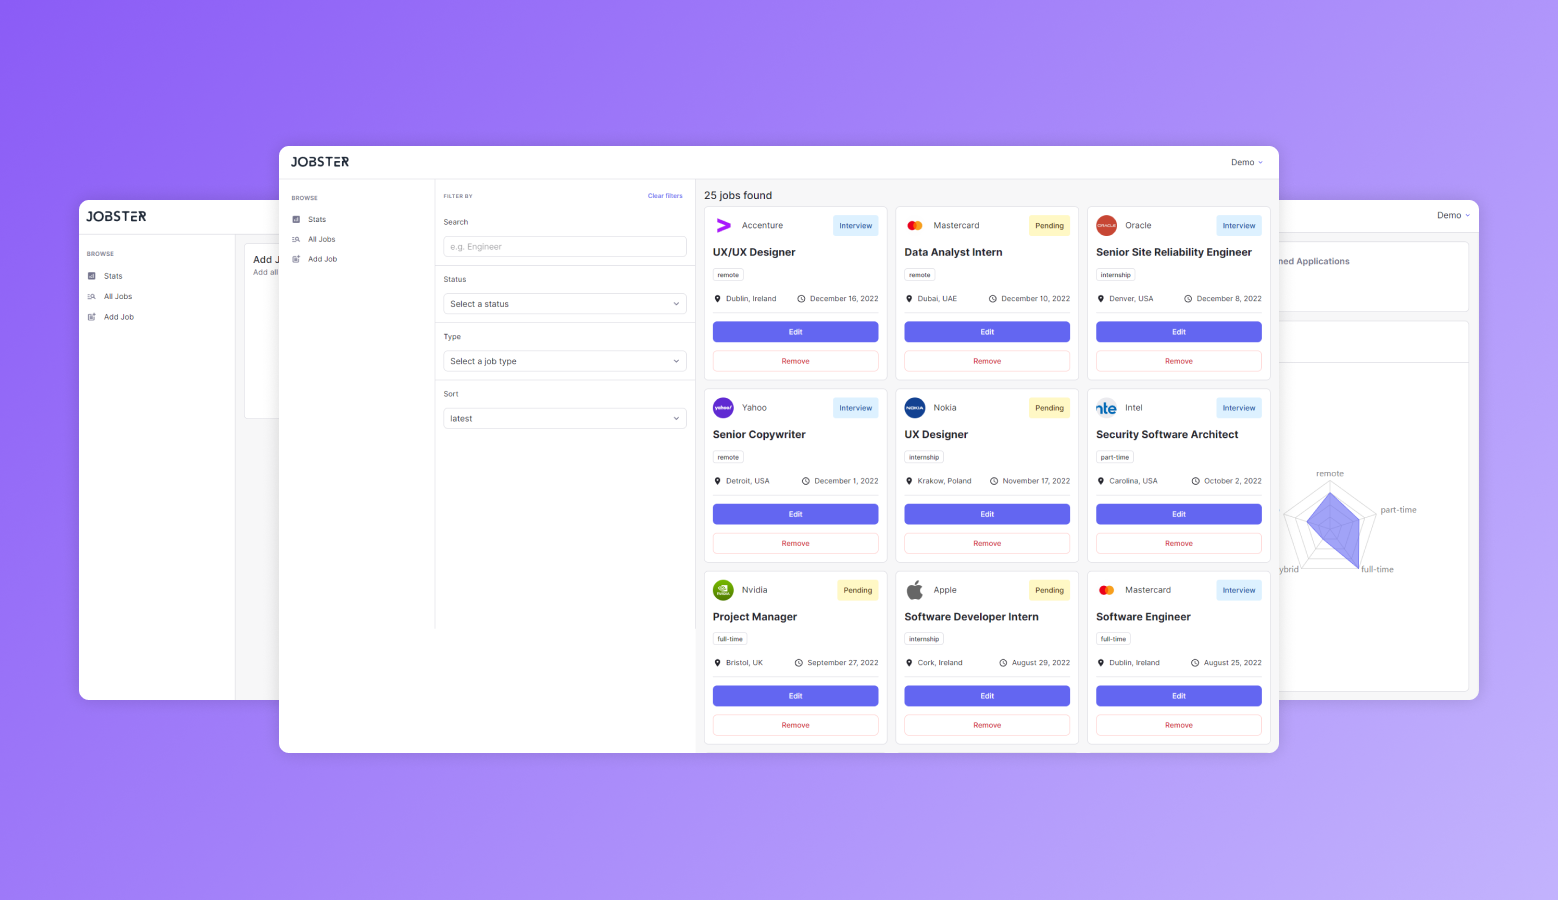 JOBSTER
Demo
BROWSE
Stats
All Jobs
Add Job
FILTER BY
Clear filters
Search
e.g. Engineer
Status
Select a status
Type
Select a job type
Sort
latest
25 jobs found
Accenture
Interview
UX/UX Designer
remote
Dublin, Ireland
December 16, 2022
Edit
Remove
Mastercard
Pending
Data Analyst Intern
remote
Dubai, UAE
December 10, 2022
Edit
Remove
ORACLE
Oracle
Interview
Senior Site Reliability Engineer
internship
Denver, USA
December 8, 2022
Edit
Remove
yahoo!
Yahoo
Interview
Senior Copywriter
remote
Detroit, USA
December 1, 2022
Edit
Remove
NOKIA
Nokia
Pending
UX Designer
internship
Krakow, Poland
November 17, 2022
Edit
Remove
nte
Intel
Interview
Security Software Architect
part-time
Carolina, USA
October 2, 2022
Edit
Remove
Nvidia
Pending
Project Manager
full-time
Bristol, UK
September 27, 2022
Edit
Remove
Apple
Pending
Software Developer Intern
internship
Cork, Ireland
August 29, 2022
Edit
Remove
Mastercard
Interview
Software Engineer
full-time
Dublin, Ireland
August 25, 2022
Edit
Remove
JOBSTER
BROWSE
Stats
All Jobs
Add Job
Add J
Add all
Demo
ned Applications
remote
part-time
full-time
ybrid